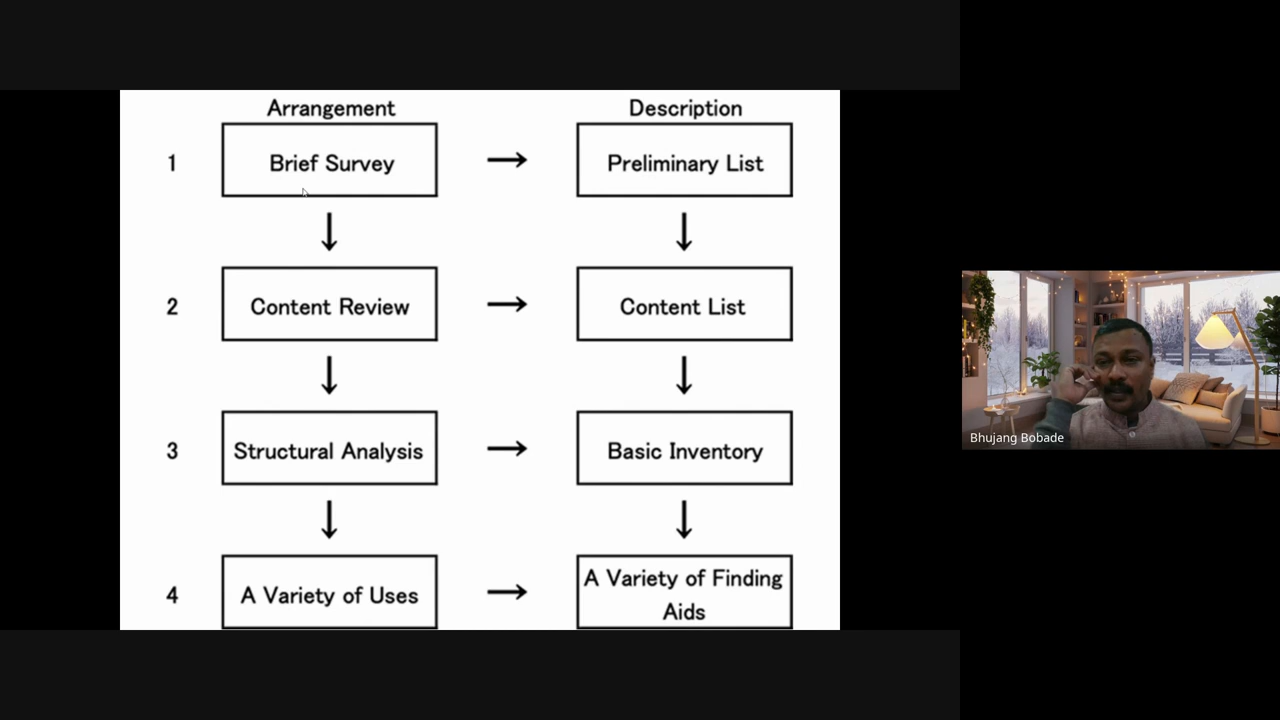 Arrangement Description
1 Brief Survey → Preliminary List
↓ ↓
2 Content Review → Content List
↓ ↓
3 Structural Analysis → Basic Inventory
↓ ↓
4 A Variety of Uses → A Variety of Finding
Aids
Bhujang Bobade